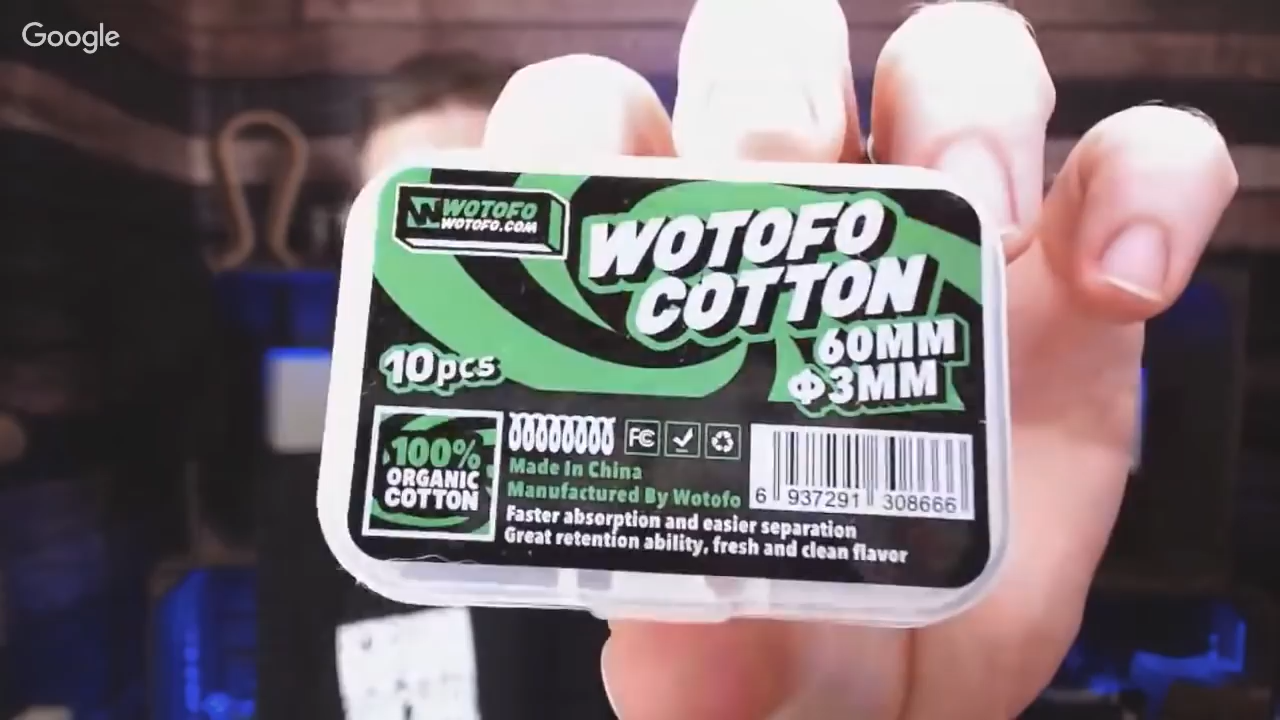 Google
WOTOFO
WOTOFO.COM
WOTOFO
COTTON
60MM
Φ3MM
10pcs
100%
ORGANIC
COTTON
FC
Made In China
Manufactured By Wotofo
6 937291 308666
Faster absorption and easier separation
Great retention ability, fresh and clean flavor